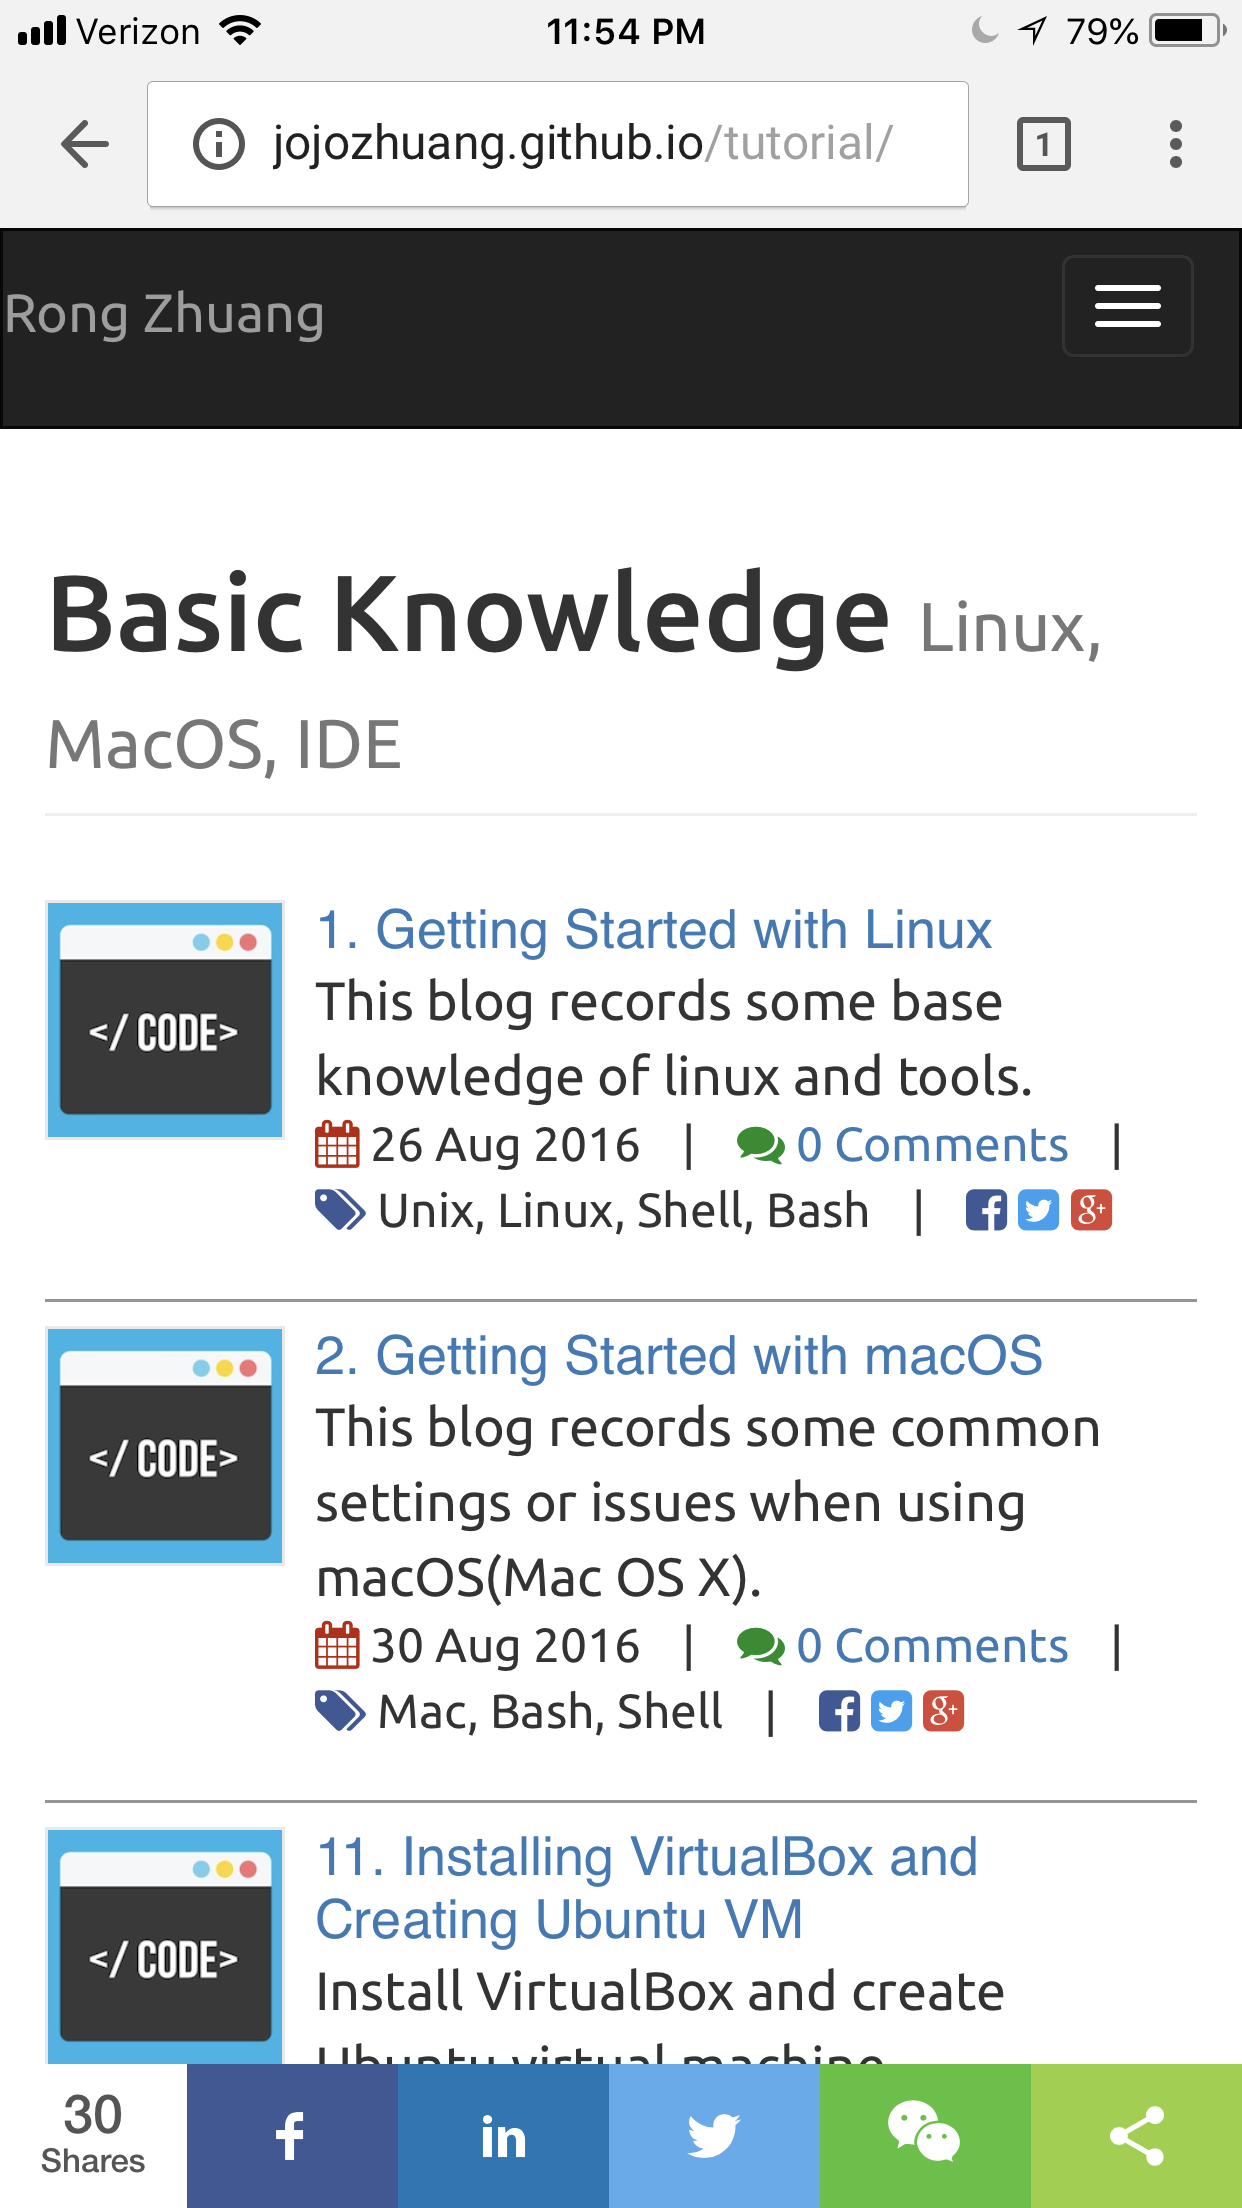 Verizon 11:54 PM 79%
jojozhuang.github.io/tutorial/ 1
Rong Zhuang
Basic Knowledge Linux,
MacOS, IDE
</ CODE>
1. Getting Started with Linux
This blog records some base
knowledge of linux and tools.
26 Aug 2016 | 0 Comments |
Unix, Linux, Shell, Bash | f g+
</ CODE>
2. Getting Started with macOS
This blog records some common
settings or issues when using
macOS(Mac OS X).
30 Aug 2016 | 0 Comments |
Mac, Bash, Shell | f g+
</ CODE>
11. Installing VirtualBox and
Creating Ubuntu VM
Install VirtualBox and create
Ubuntu virtual machine
30
Shares
f in